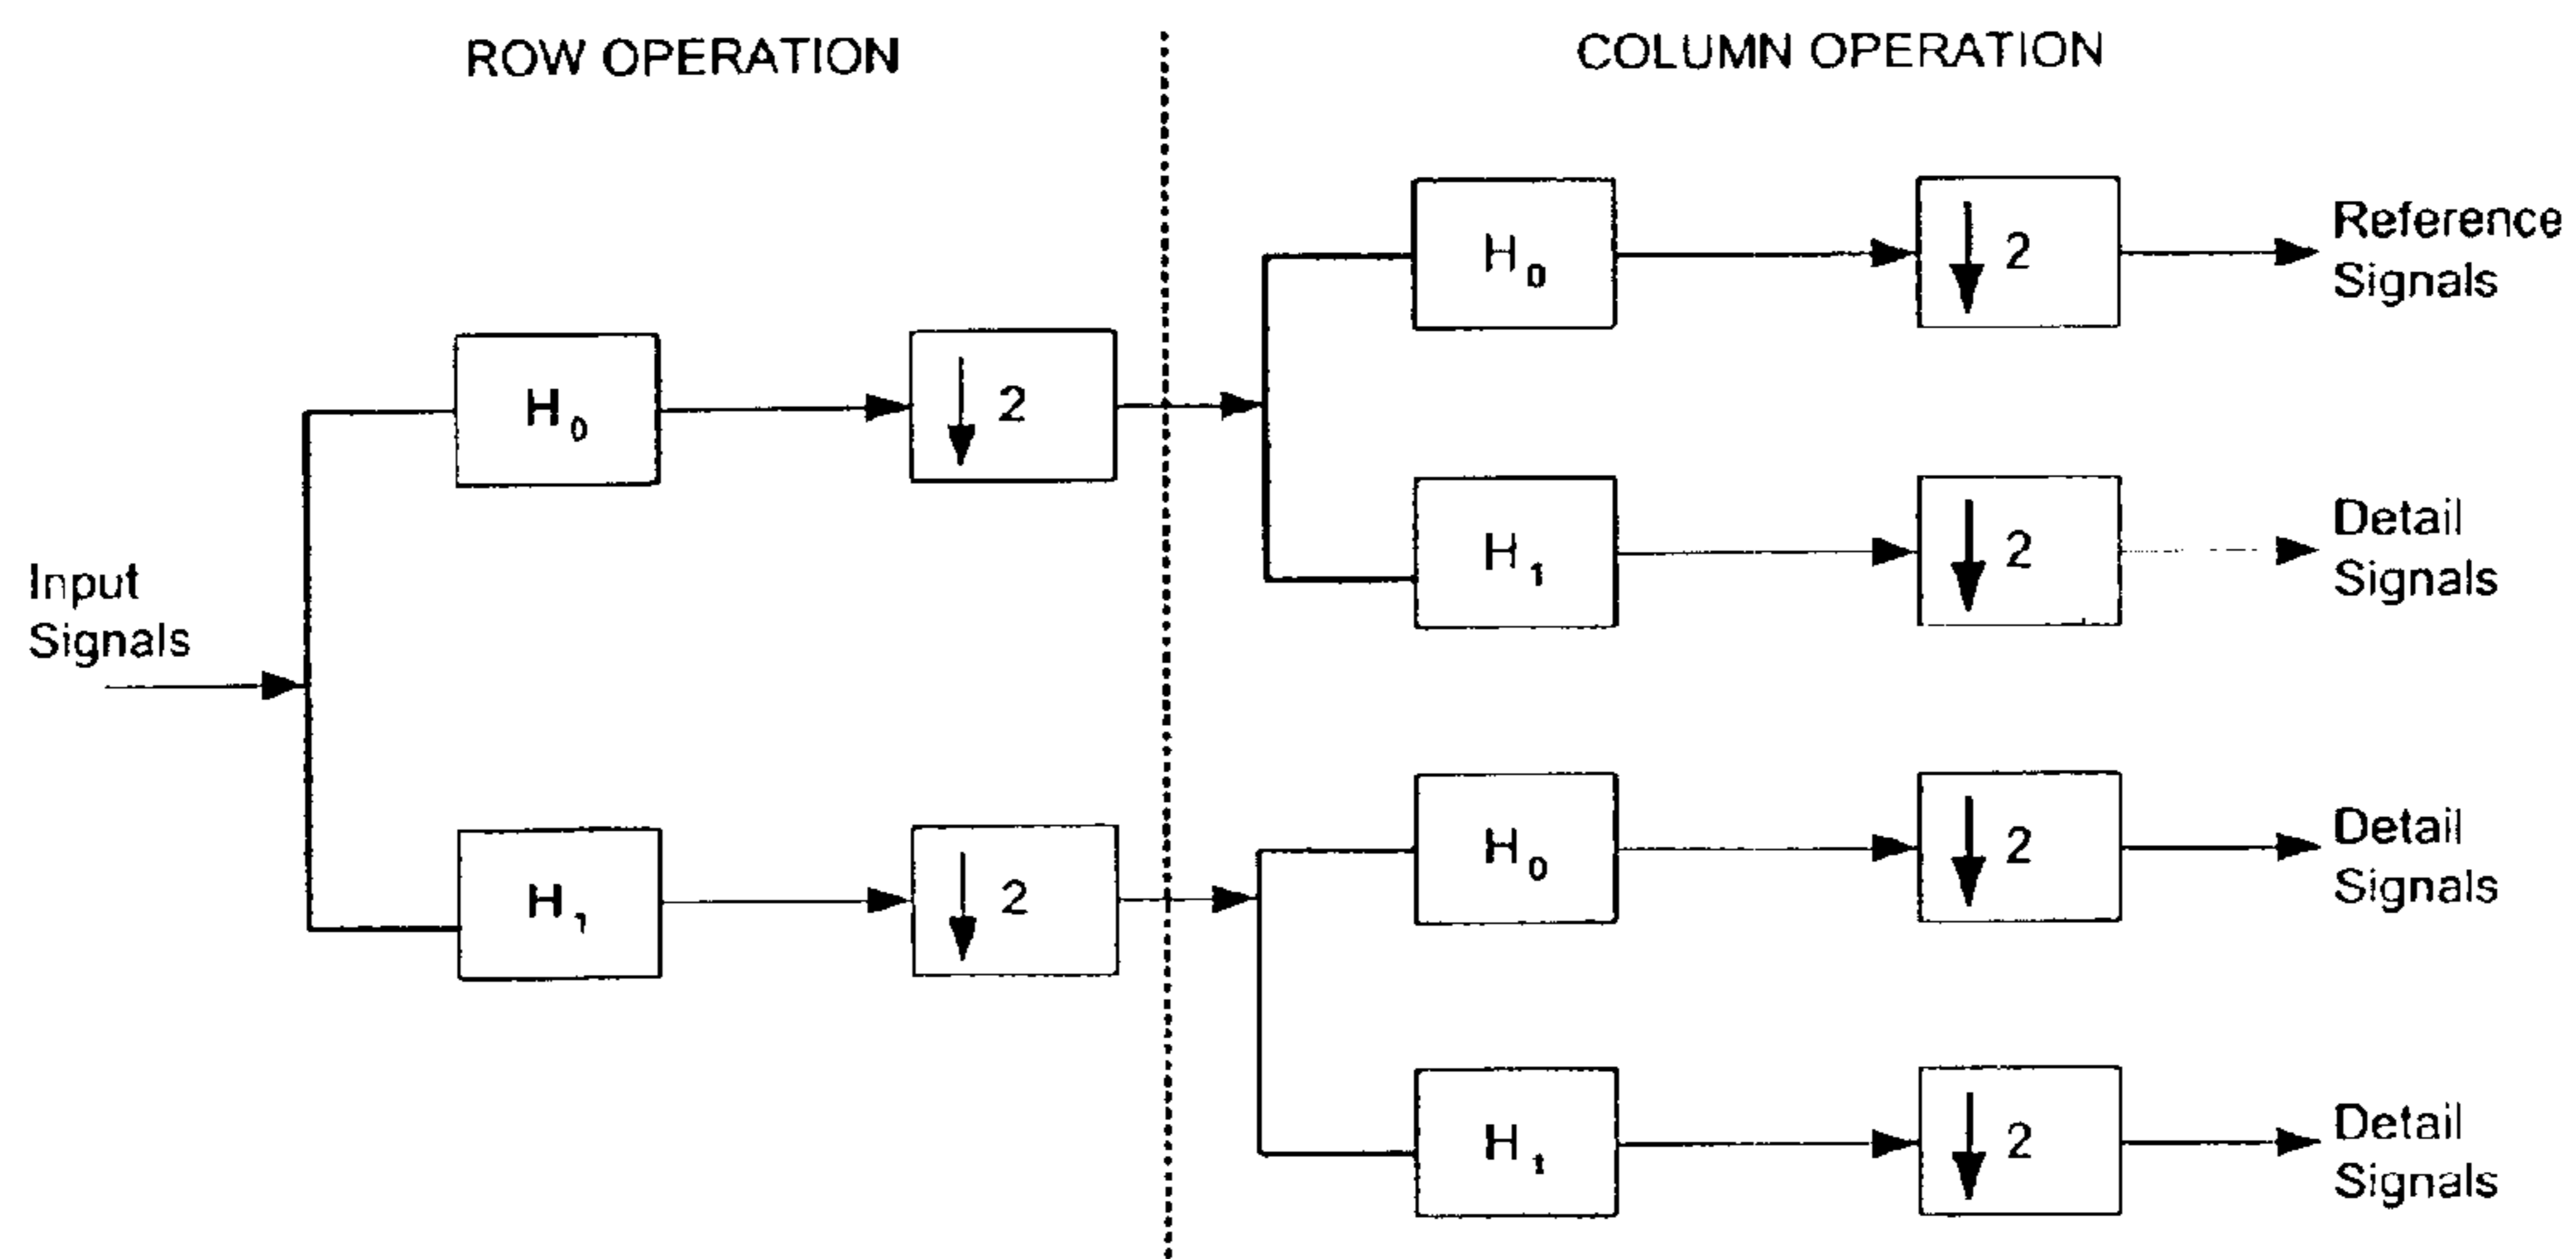 ROW OPERATION
COLUMN OPERATION
Input
Signals
H0
2
H1
2
H0
2
Reference
Signals
H1
2
Detail
Signals
H0
2
Detail
Signals
H1
2
Detail
Signals